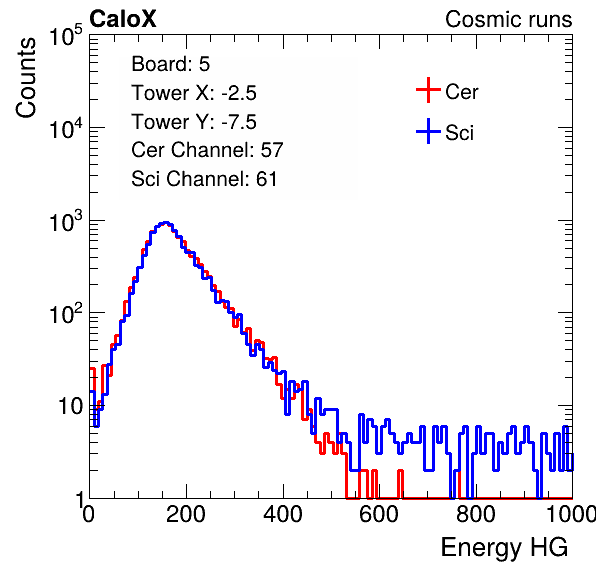 CaloX Cosmic runs
Counts
10^5
10^4
10^3
10^2
10
1
Board: 5
Tower X: -2.5
Tower Y: -7.5
Cer Channel: 57
Sci Channel: 61
Cer
Sci
0 200 400 600 800 1000
Energy HG